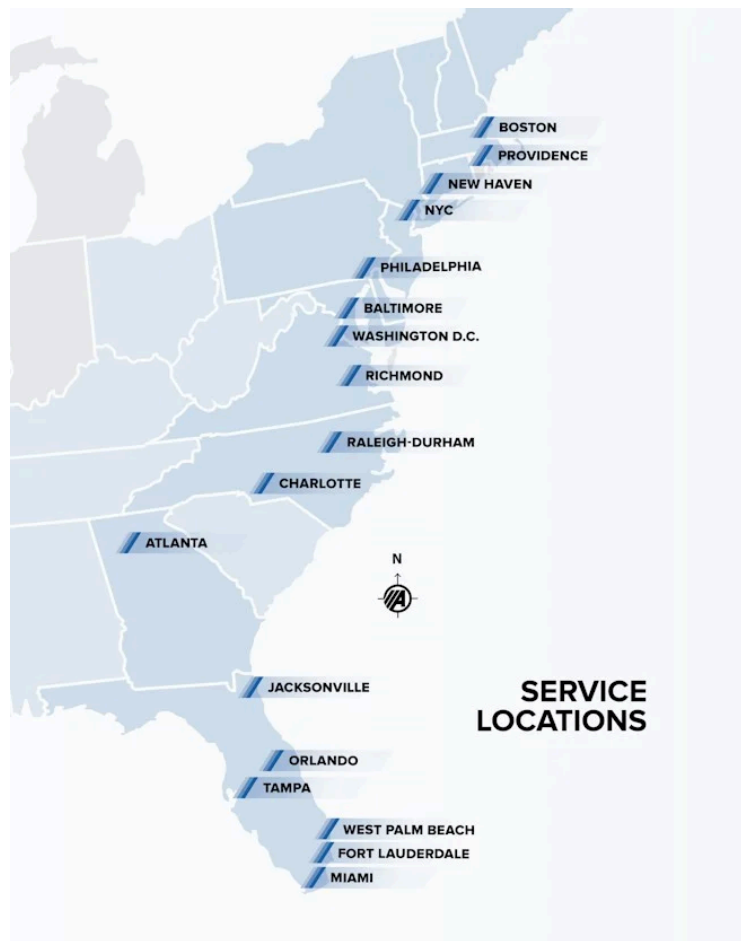 BOSTON
PROVIDENCE
NEW HAVEN
NYC
PHILADELPHIA
BALTIMORE
WASHINGTON D.C.
RICHMOND
RALEIGH-DURHAM
CHARLOTTE
ATLANTA
N
A
JACKSONVILLE
SERVICE
LOCATIONS
ORLANDO
TAMPA
WEST PALM BEACH
FORT LAUDERDALE
MIAMI